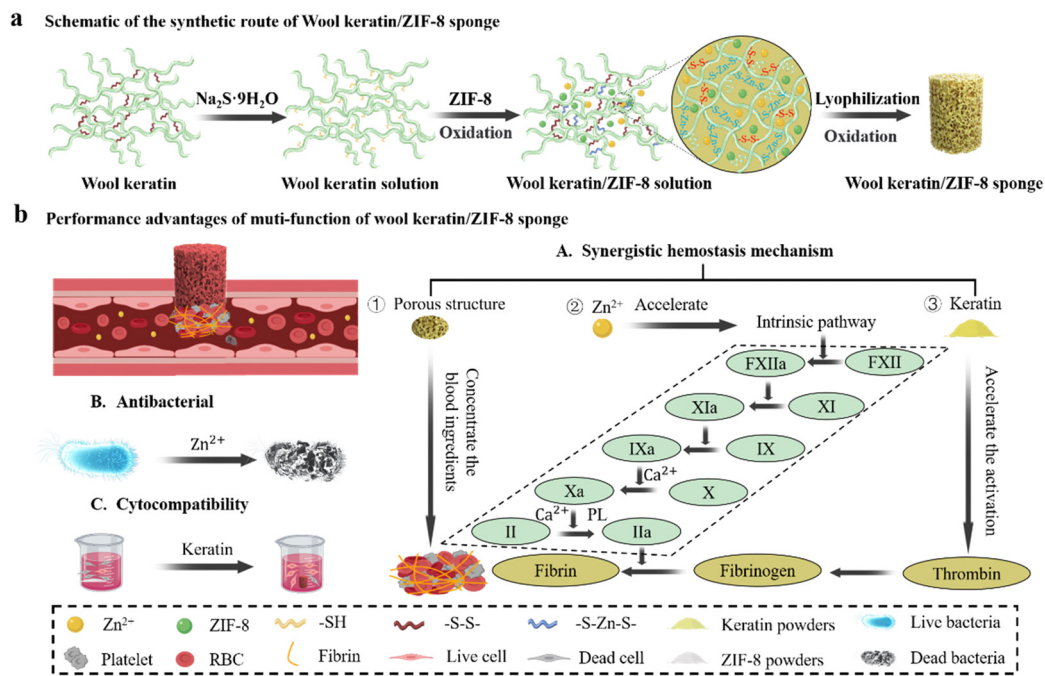 a Schematic of the synthetic route of Wool keratin/ZIF-8 sponge
Na₂S·9H₂O
ZIF-8
Oxidation
-S-S-
-S-Zn-S-
-S-S-
-S-Zn-S-
-S-S-
-S-Zn-S-
-S-S-
-S-Zn-S-
-S-S-
Lyophilization
Oxidation
Wool keratin
Wool keratin solution
Wool keratin/ZIF-8 solution
Wool keratin/ZIF-8 sponge
b Performance advantages of muti-function of wool keratin/ZIF-8 sponge
A. Synergistic hemostasis mechanism
① Porous structure
② Zn²⁺ Accelerate
Intrinsic pathway
③ Keratin
Concentrate the
blood ingredients
FXIIa FXII
XIa XI
IXa IX
Ca²⁺
Xa X
Ca²⁺ PL
II IIa
Accelerate the activation
Fibrin Fibrinogen Thrombin
B. Antibacterial
Zn²⁺
C. Cytocompatibility
Keratin
Zn²⁺ ZIF-8 -SH -S-S- -S-Zn-S- Keratin powders Live bacteria
Platelet RBC Fibrin Live cell Dead cell ZIF-8 powders Dead bacteria